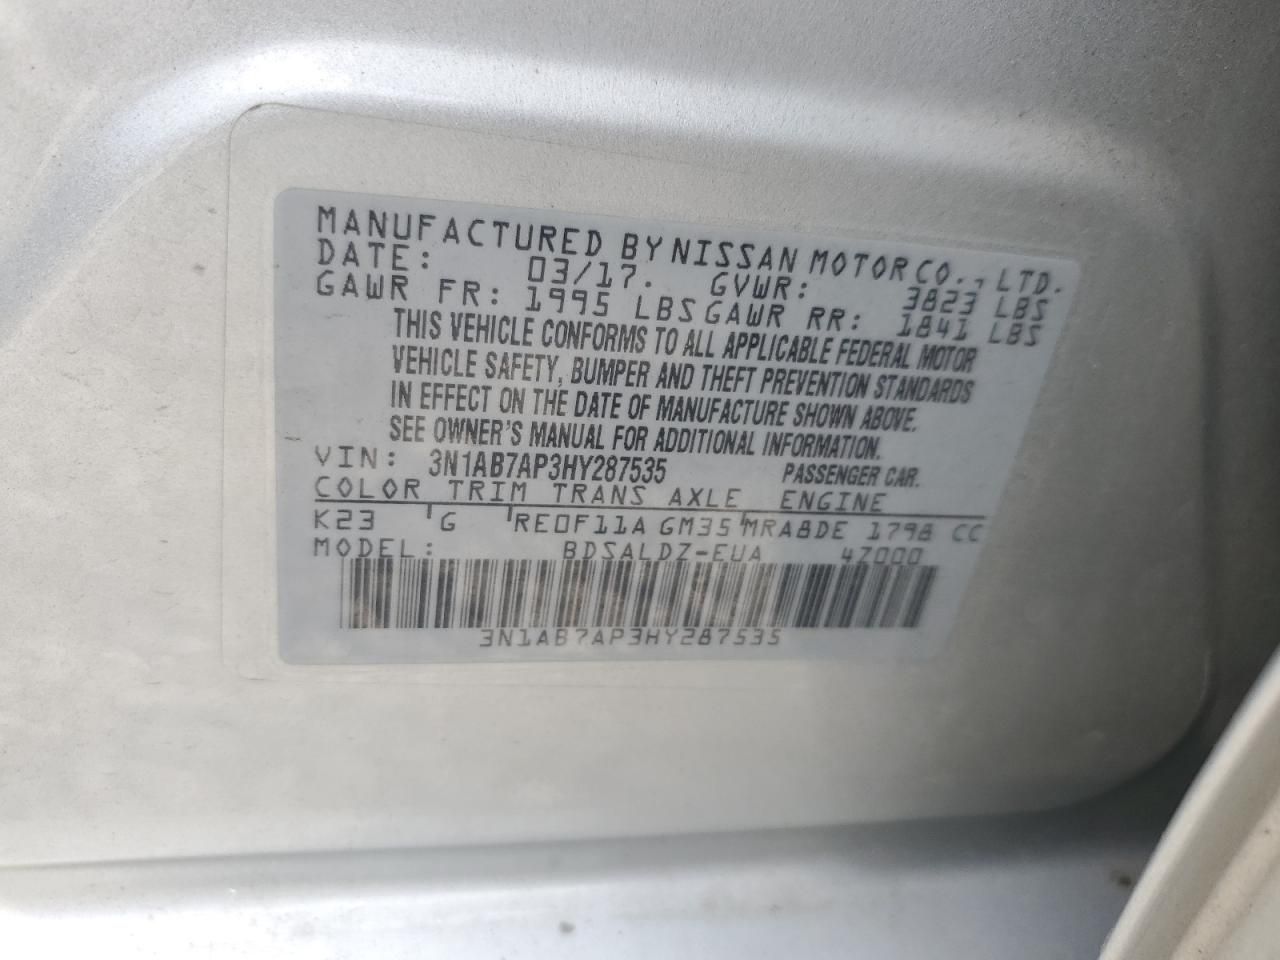 MANUFACTURED BY NISSAN MOTOR CO., LTD.
DATE: 03/17. GVWR: 3823 LBS
GAWR FR: 1995 LBS GAWR RR: 1841 LBS
THIS VEHICLE CONFORMS TO ALL APPLICABLE FEDERAL MOTOR
VEHICLE SAFETY, BUMPER AND THEFT PREVENTION STANDARDS
IN EFFECT ON THE DATE OF MANUFACTURE SHOWN ABOVE.
SEE OWNER'S MANUAL FOR ADDITIONAL INFORMATION.
VIN: 3N1AB7AP3HY287535 PASSENGER CAR.
COLOR TRIM TRANS AXLE ENGINE
K23 G RE0F11A GM35 MRA8DE 1798 CC
MODEL: BDSALDZ-EUA 4Z000
3N1AB7AP3HY287535